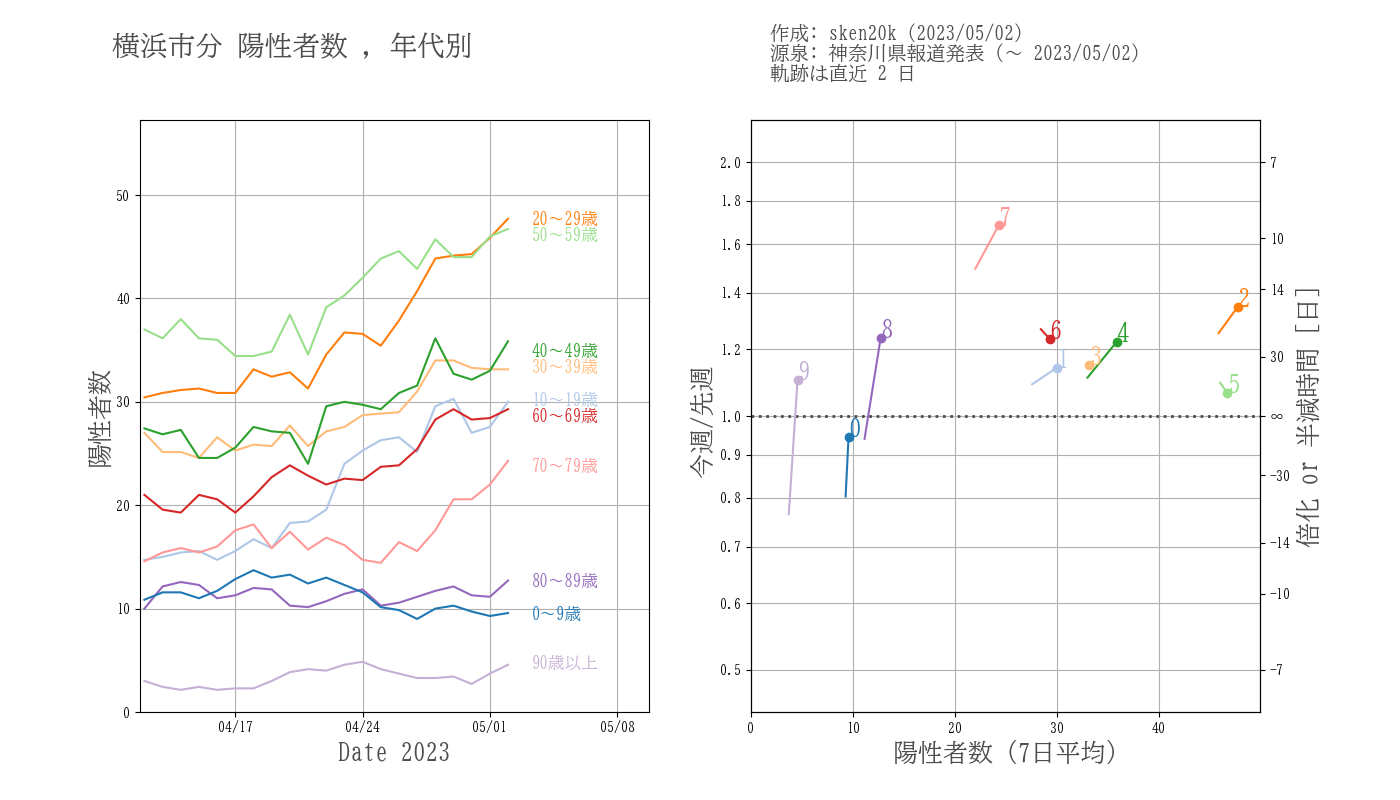 横浜市分 陽性者数 , 年代別
作成: sken20k (2023/05/02)
源泉: 神奈川県報道発表 (〜 2023/05/02)
軌跡は直近 2 日
陽性者数
50
40
30
20
10
0
04/17
04/24
05/01
05/08
Date 2023
20〜29歳
50〜59歳
40〜49歳
30〜39歳
10〜19歳
60〜69歳
70〜79歳
80〜89歳
0〜9歳
90歳以上
今週/先週
2.0
1.8
1.6
1.4
1.2
1.0
0.9
0.8
0.7
0.6
0.5
0
10
20
30
40
陽性者数 (7日平均)
7
2
8
6
4
1
3
9
5
0
7
10
14
30
∞
−30
−14
−10
−7
倍化 or 半減時間 [日]